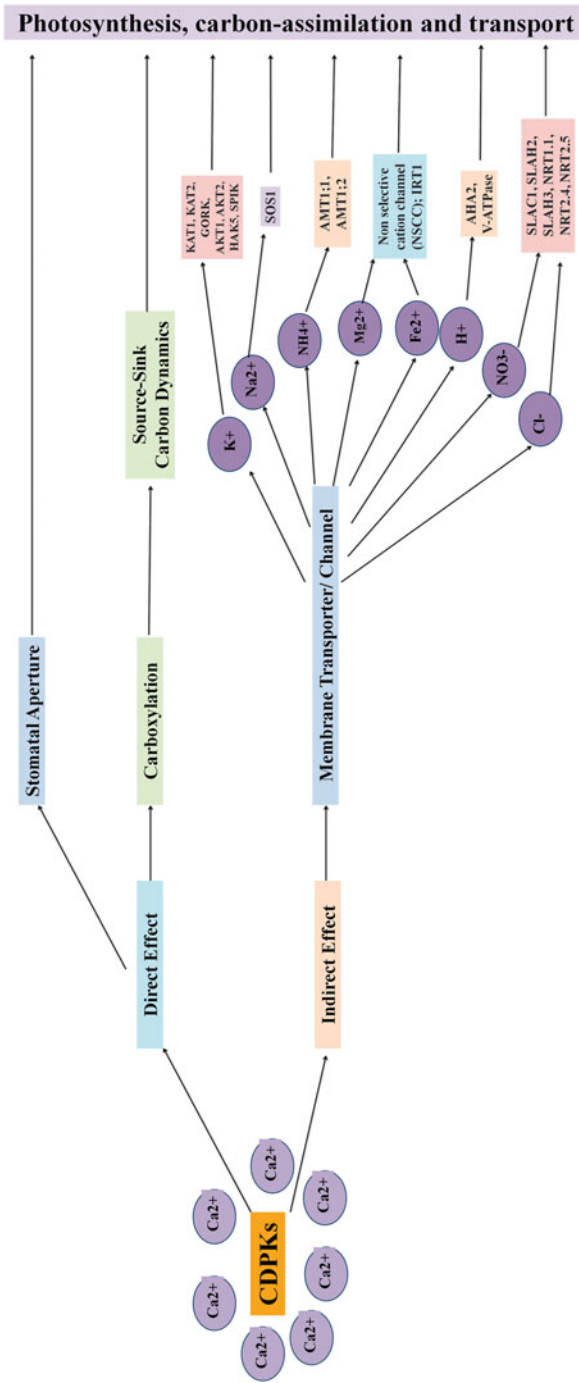 Photosynthesis, carbon-assimilation and transport
Ca2+
Ca2+
Ca2+
Ca2+
Ca2+
Ca2+
Ca2+
CDPKs
Direct Effect
Indirect Effect
Stomatal Aperture
Carboxylation
Membrane Transporter/ Channel
Source-Sink
Carbon Dynamics
K+
Na2+
NH4+
Mg2+
Fe2+
H+
NO3-
Cl-
KAT1, KAT2,
GORK,
AKT1, AKT2,
HAK5, SPIK
SOS1
AMT1:1,
AMT1;2
Non selective
cation channel
(NSCC); IRT1
AHA2,
V-ATPase
SLAC1, SLAH2,
SLAH3, NRT1.1,
NRT2.4, NRT2.5